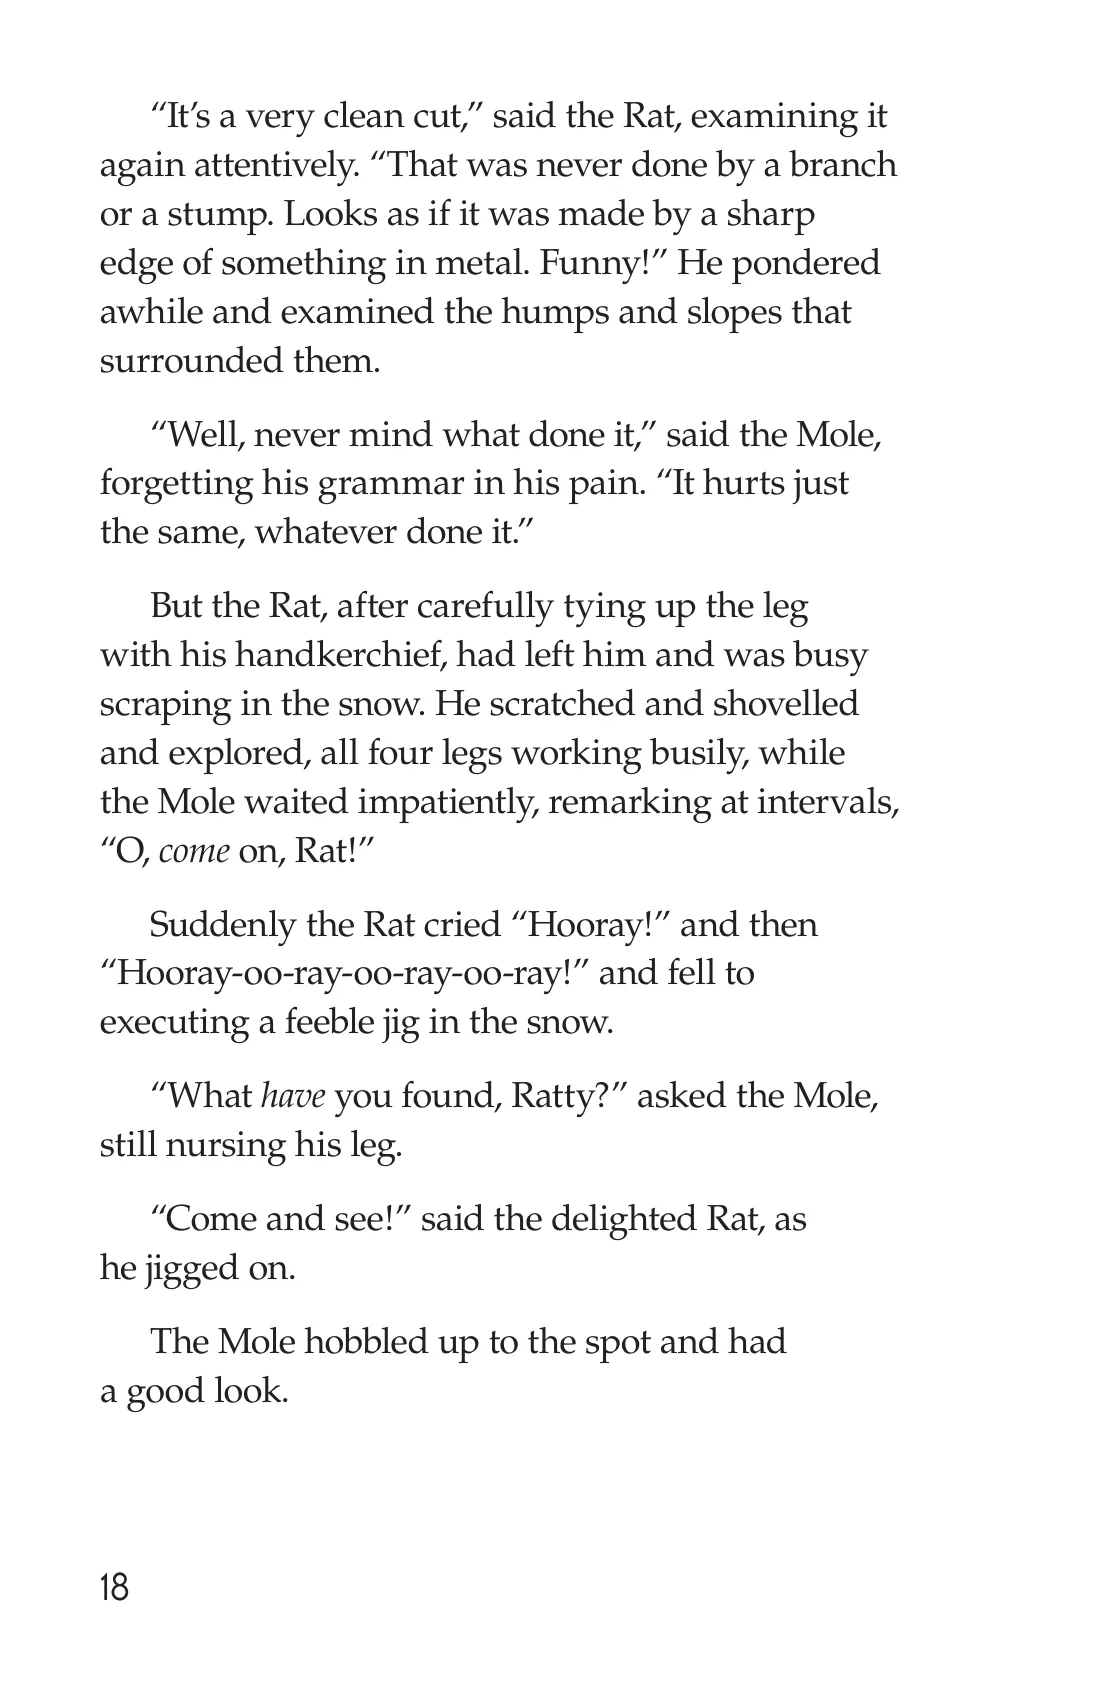 “It’s a very clean cut,” said the Rat, examining it
again attentively. “That was never done by a branch
or a stump. Looks as if it was made by a sharp
edge of something in metal. Funny!” He pondered
awhile and examined the humps and slopes that
surrounded them.
“Well, never mind what done it,” said the Mole,
forgetting his grammar in his pain. “It hurts just
the same, whatever done it.”
But the Rat, after carefully tying up the leg
with his handkerchief, had left him and was busy
scraping in the snow. He scratched and shovelled
and explored, all four legs working busily, while
the Mole waited impatiently, remarking at intervals,
“O, come on, Rat!”
Suddenly the Rat cried “Hooray!” and then
“Hooray-oo-ray-oo-ray-oo-ray!” and fell to
executing a feeble jig in the snow.
“What have you found, Ratty?” asked the Mole,
still nursing his leg.
“Come and see!” said the delighted Rat, as
he jigged on.
The Mole hobbled up to the spot and had
a good look.
18